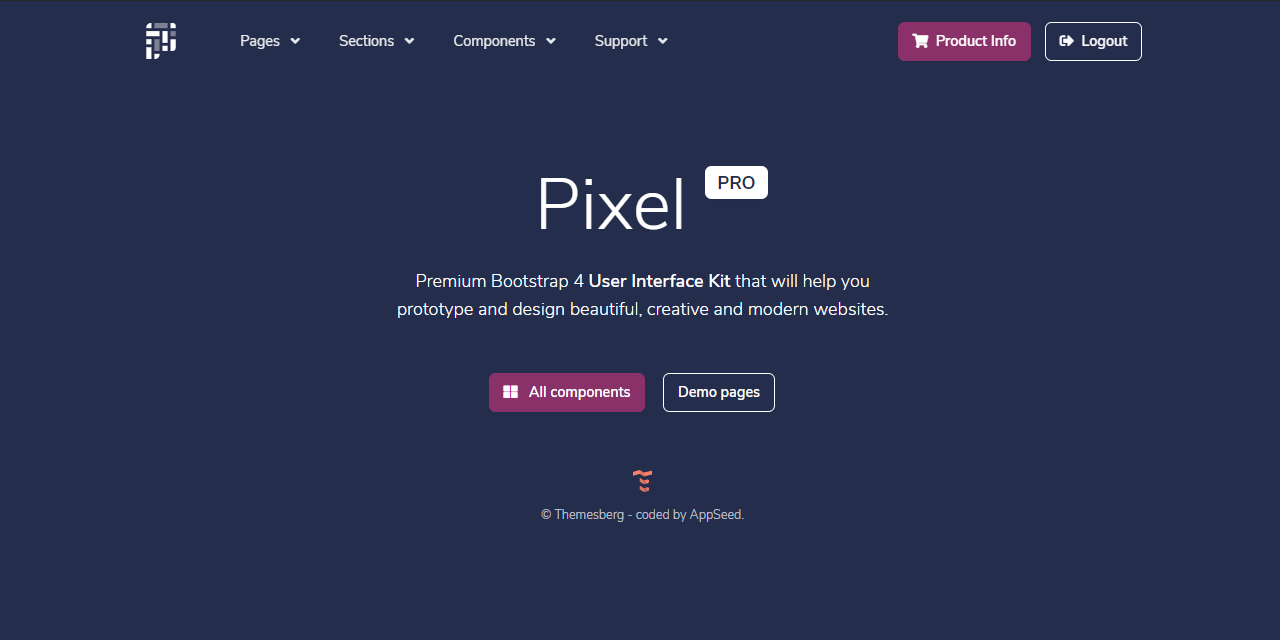 Pages
Sections
Components
Support
Product Info
Logout
Pixel PRO
Premium Bootstrap 4 User Interface Kit that will help you
prototype and design beautiful, creative and modern websites.
All components
Demo pages
© Themesberg - coded by AppSeed.